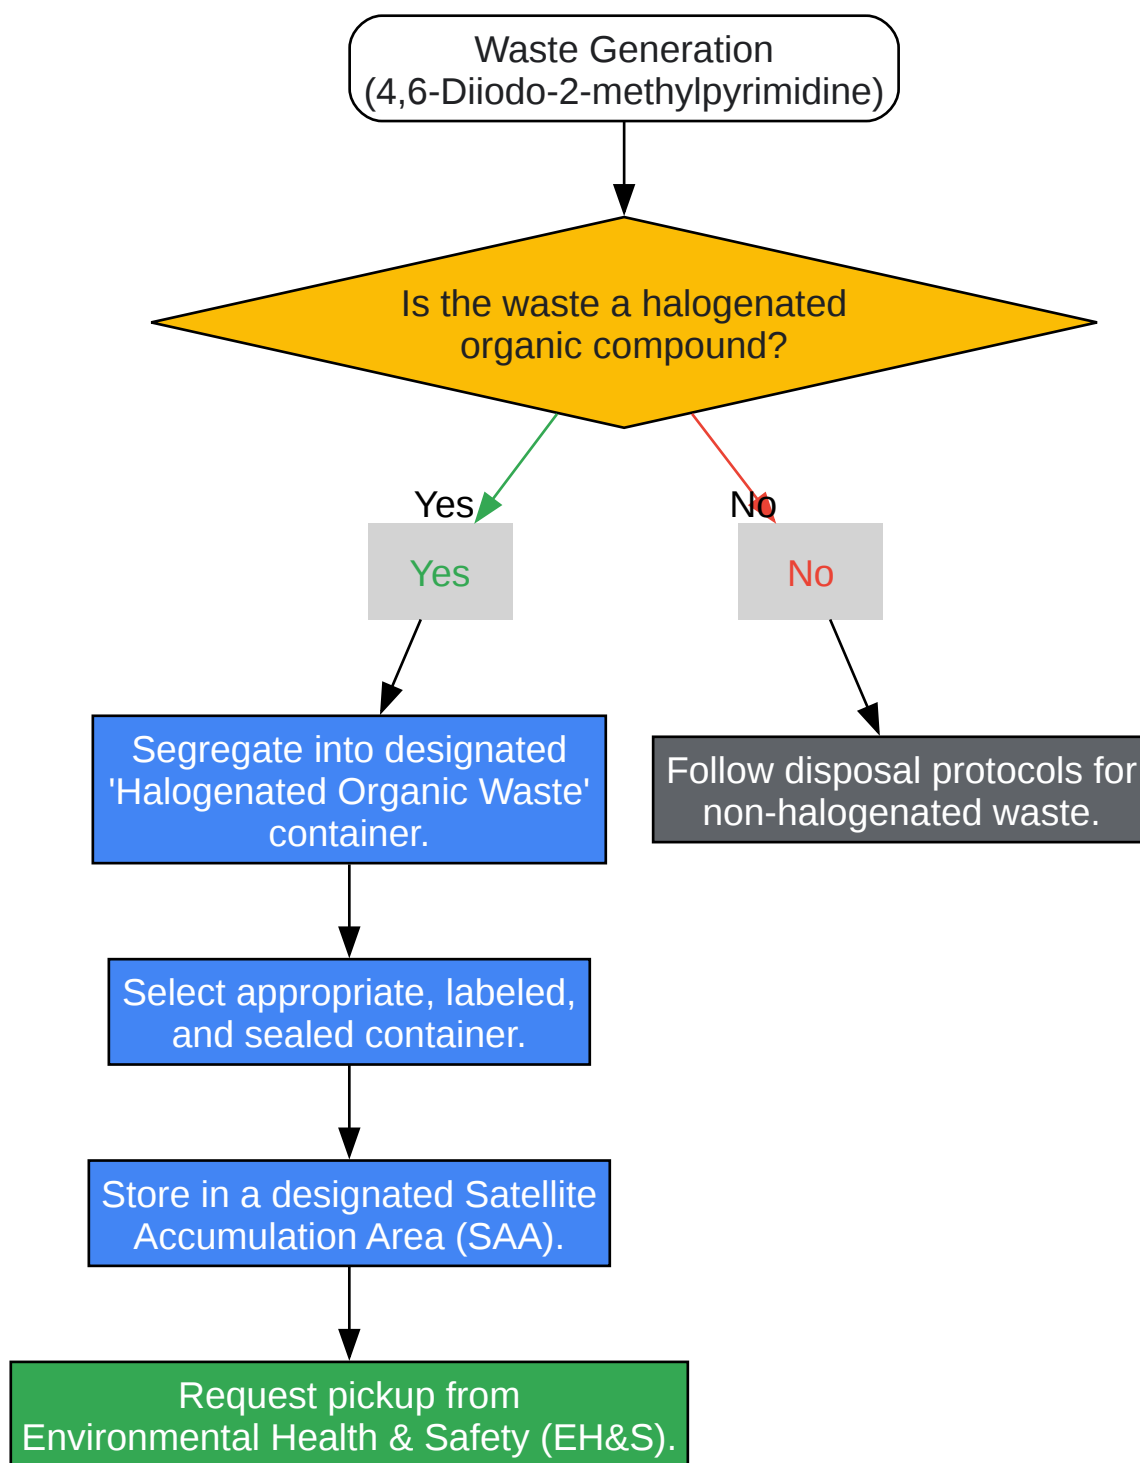 Waste Generation
(4,6-Diiodo-2-methylpyrimidine)
Is the waste a halogenated
organic compound?
Yes
No
Yes
No
Segregate into designated
'Halogenated Organic Waste'
container.
Follow disposal protocols for
non-halogenated waste.
Select appropriate, labeled,
and sealed container.
Store in a designated Satellite
Accumulation Area (SAA).
Request pickup from
Environmental Health & Safety (EH&S).